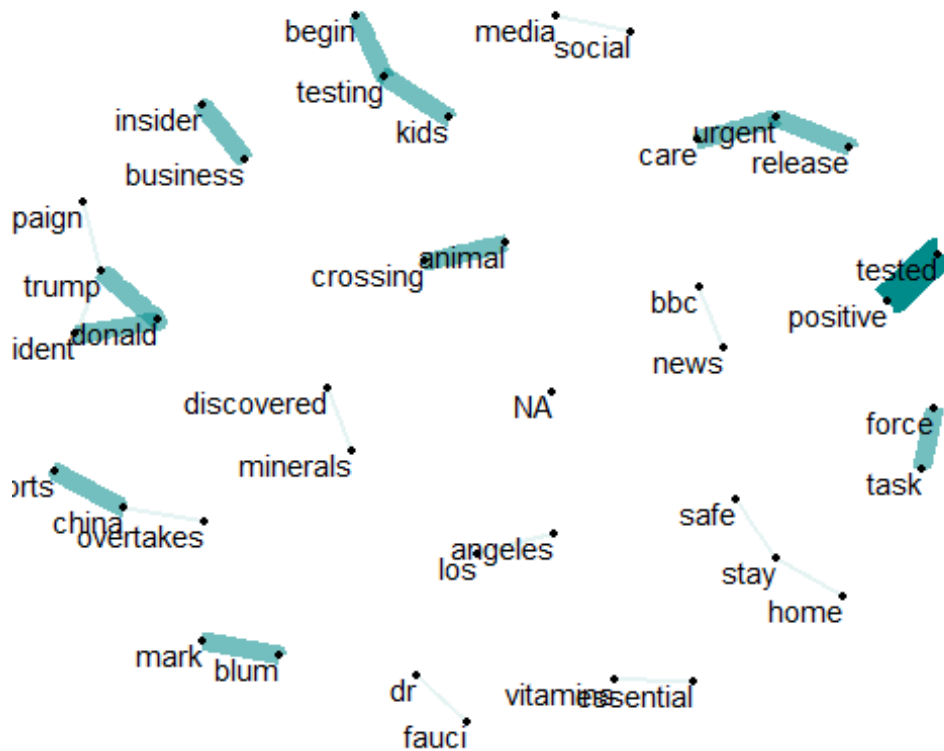 begin
media
social
testing
insider
kids
urgent
care
release
business
paign
animal
tested
crossing
trump
bbc
positive
donald
ident
news
discovered
NA
force
minerals
orts
task
safe
china
overtakes
angeles
los
stay
home
mark
blum
dr
vitamins
essential
fauci